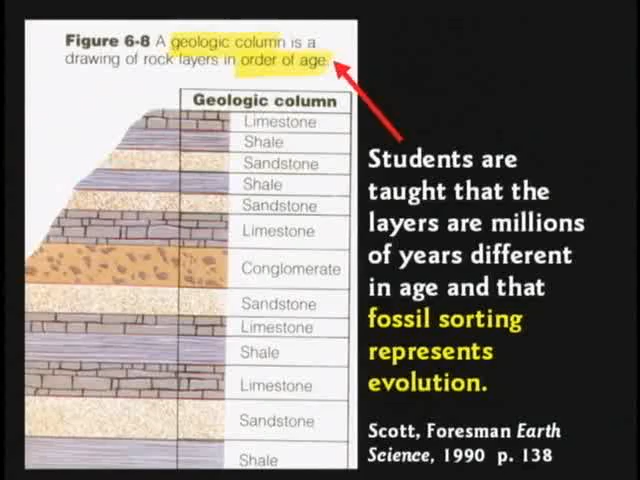 Figure 6-8 A geologic column is a
drawing of rock layers in order of age.
Geologic column
Limestone
Shale
Sandstone
Shale
Sandstone
Limestone
Conglomerate
Sandstone
Limestone
Shale
Limestone
Sandstone
Shale
Students are
taught that the
layers are millions
of years different
in age and that
fossil sorting
represents
evolution.
Scott, Foresman Earth
Science, 1990 p. 138